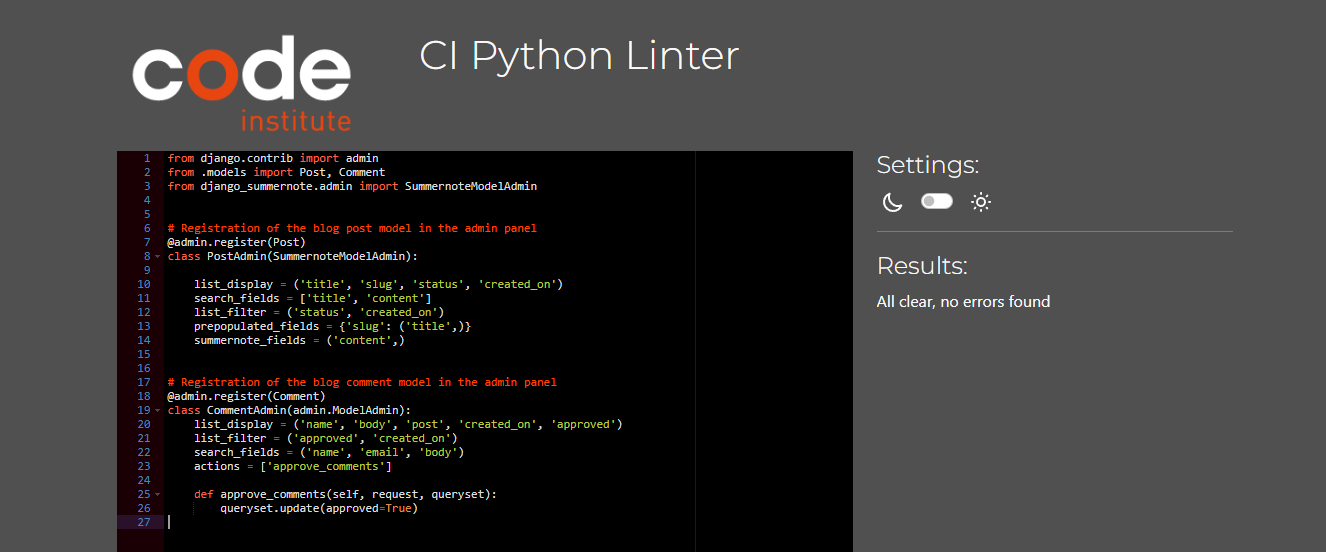 code
institute
CI Python Linter
1 from django.contrib import admin
2 from .models import Post, Comment
3 from django_summernote.admin import SummernoteModelAdmin
4
5
6 # Registration of the blog post model in the admin panel
7 @admin.register(Post)
8 class PostAdmin(SummernoteModelAdmin):
9
10     list_display = ('title', 'slug', 'status', 'created_on')
11     search_fields = ['title', 'content']
12     list_filter = ('status', 'created_on')
13     prepopulated_fields = {'slug': ('title',)}
14     summernote_fields = ('content',)
15
16
17 # Registration of the blog comment model in the admin panel
18 @admin.register(Comment)
19 class CommentAdmin(admin.ModelAdmin):
20     list_display = ('name', 'body', 'post', 'created_on', 'approved')
21     list_filter = ('approved', 'created_on')
22     search_fields = ('name', 'email', 'body')
23     actions = ['approve_comments']
24
25     def approve_comments(self, request, queryset):
26         queryset.update(approved=True)
27
Settings:
Results:
All clear, no errors found